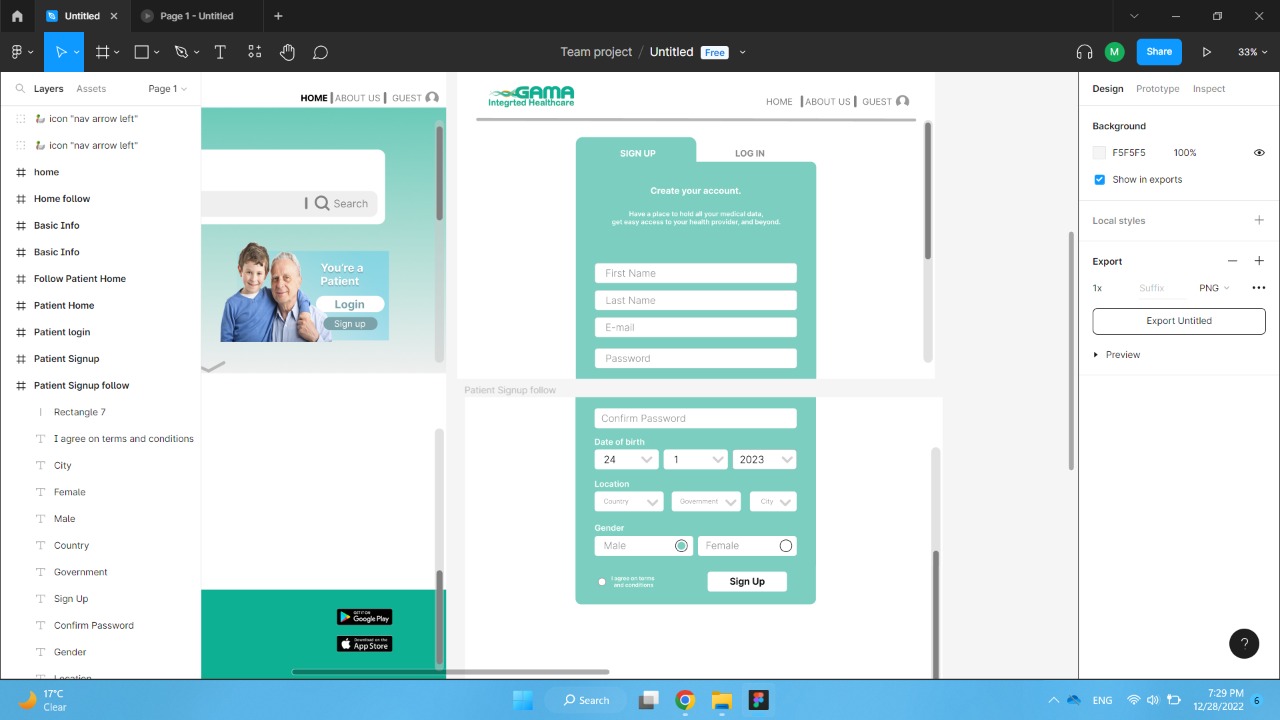 Untitled
Page 1 - Untitled
Team project / Untitled Free
M
Share
33%
Layers Assets Page 1
icon "nav arrow left"
icon "nav arrow left"
home
Home follow
Basic Info
Basic Info
Follow Patient Home
Patient Home
Patient login
Patient Signup
Patient Signup follow
Rectangle 7
I agree on terms and conditions
City
Female
Male
Country
Government
Sign Up
Confirm Password
Gender
Location
HOME ABOUT US GUEST
Search
You're a
Patient
Login
Sign up
GET IT ON
Google Play
Download on the
App Store
GAMA
Integrted Healthcare
HOME ABOUT US GUEST
SIGN UP LOG IN
Create your account.
Have a place to hold all your medical data,
get easy access to your health provider, and beyond.
First Name
Last Name
E-mail
Password
Patient Signup follow
Confirm Password
Date of birth
24 1 2023
Location
Country Government City
Gender
Male Female
I agree on terms
and conditions
Sign Up
Design Prototype Inspect
Background
F5F5F5 100%
Show in exports
Local styles
Export
1x Suffix PNG
Export Untitled
Preview
?
17°C
Clear
Search
ENG
7:29 PM
12/28/2022
6